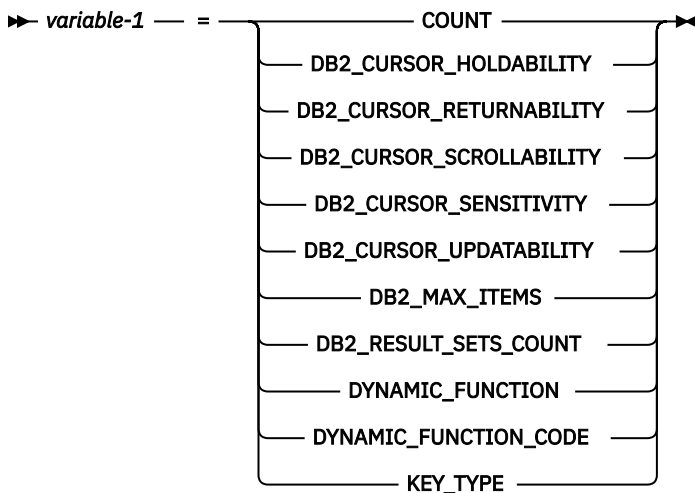 variable-1 = COUNT
DB2_CURSOR_HOLDABILITY
DB2_CURSOR_RETURNABILITY
DB2_CURSOR_SCROLLABILITY
DB2_CURSOR_SENSITIVITY
DB2_CURSOR_UPDATABILITY
DB2_MAX_ITEMS
DB2_RESULT_SETS_COUNT
DYNAMIC_FUNCTION
DYNAMIC_FUNCTION_CODE
KEY_TYPE